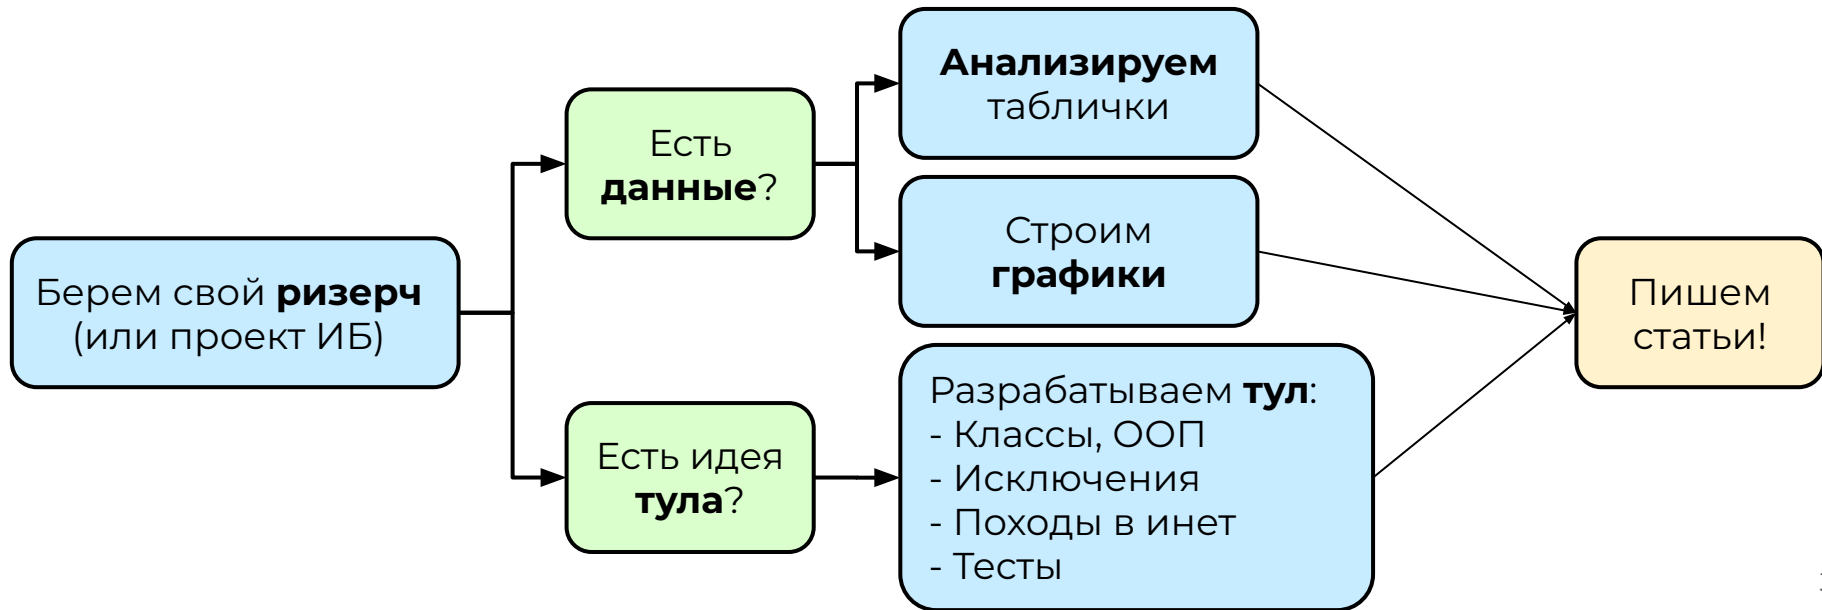 Берем свой ризерч
(или проект ИБ)
Есть
данные?
Есть идея
тула?
Анализируем
таблички
Строим
графики
Разрабатываем тул:
- Классы, ООП
- Исключения
- Походы в инет
- Тесты
Пишем
статьи!